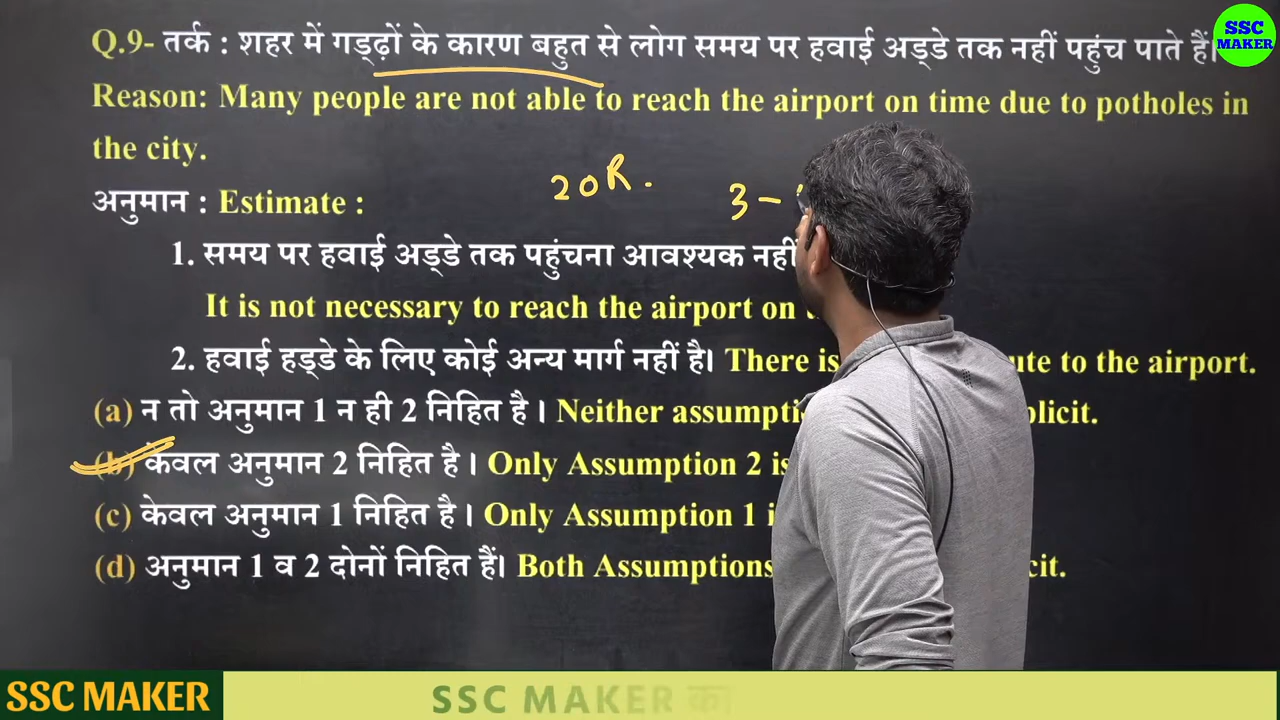 SSC
MAKER
Q.9- तर्क : शहर में गड्ढ़ों के कारण बहुत से लोग समय पर हवाई अड्डे तक नहीं पहुंच पाते हैं।
Reason: Many people are not able to reach the airport on time due to potholes in
the city.
20R.
3-
अनुमान : Estimate :
1. समय पर हवाई अड्डे तक पहुंचना आवश्यक नहीं
It is not necessary to reach the airport on
2. हवाई हड्डे के लिए कोई अन्य मार्ग नहीं है। There is to the airport.
(a) न तो अनुमान 1 न ही 2 निहित है। Neither
(b) केवल अनुमान 2 निहित है। Only Assumption 2 is
(c) केवल अनुमान 1 निहित है। Only Assumption 1
(d) अनुमान 1 व 2 दोनों निहित हैं। Both Assumptions
SSC MAKER
SSC MAKER का